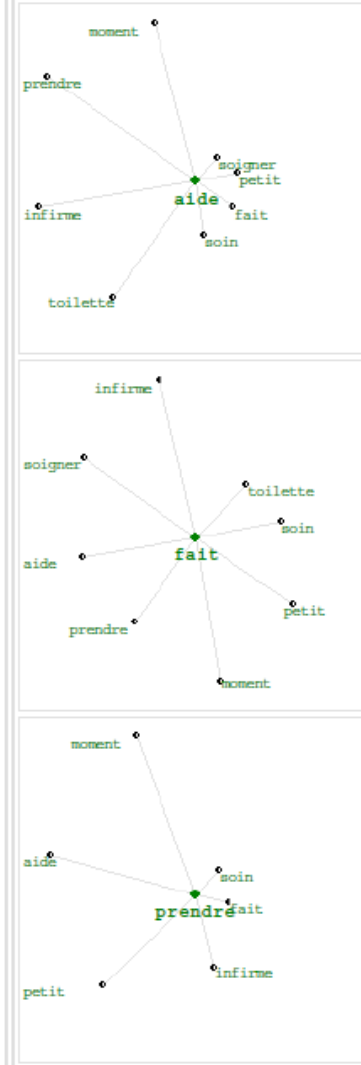 moment
prendre
soigner
petit
aide
infirme
fait
soin
toilette
infirme
soigner
toilette
soin
fait
aide
petit
prendre
moment
moment
aide
soin
prendre
fait
infirme
petit